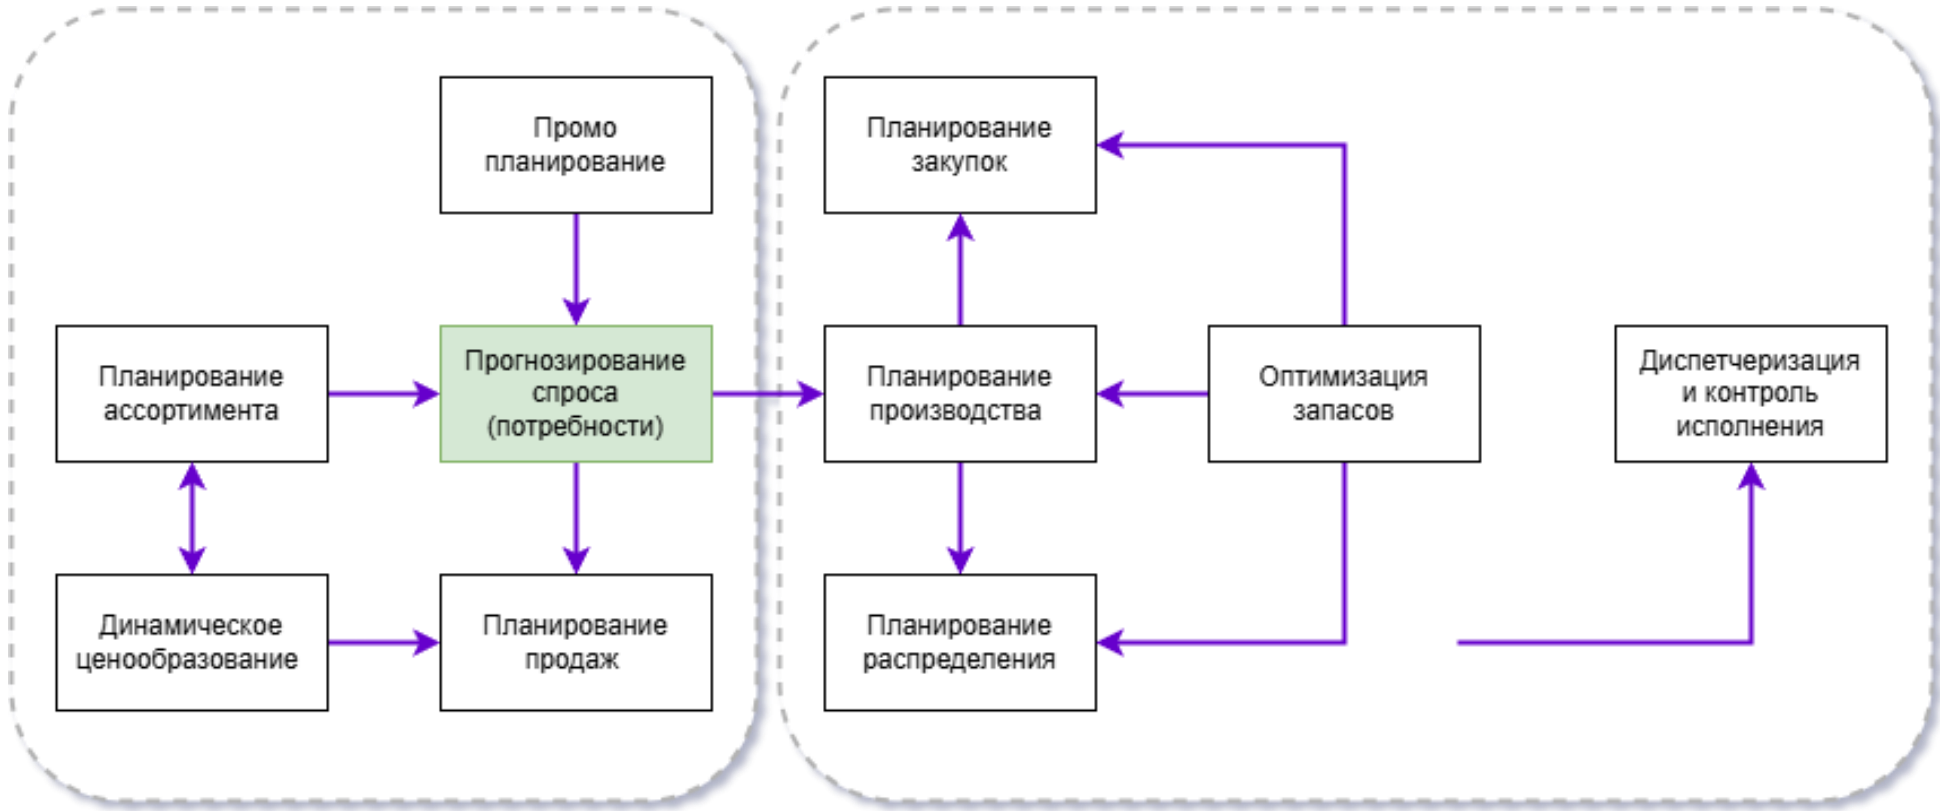 Промо
планирование
Планирование
закупок
Планирование
ассортимента
Прогнозирование
спроса
(потребности)
Планирование
производства
Оптимизация
запасов
Диспетчеризация
и контроль
исполнения
Динамическое
ценообразование
Планирование
продаж
Планирование
распределения